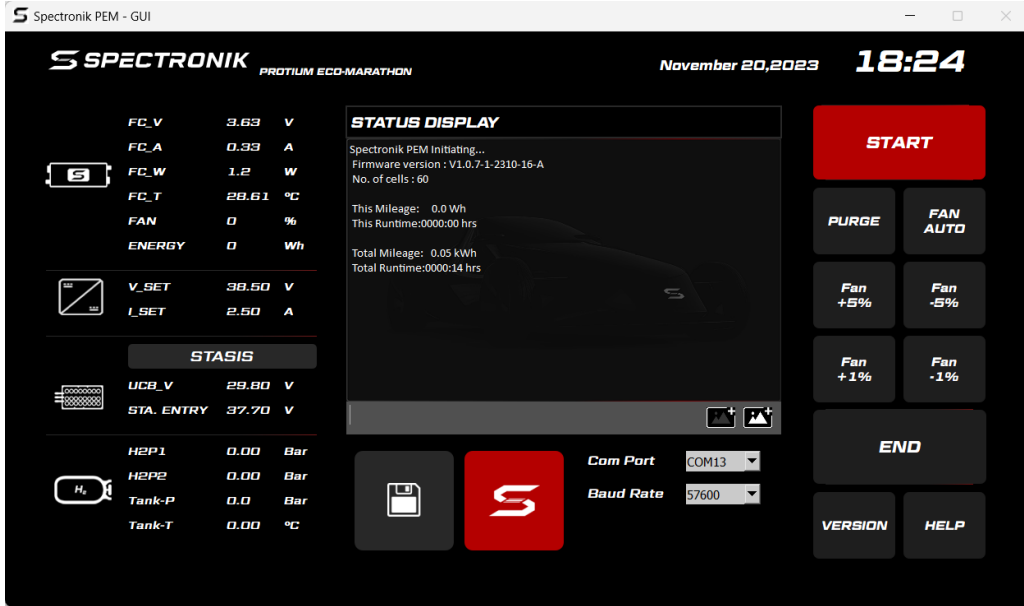 Spectronik PEM - GUI
SPECTRONIK PROTIUM ECO-MARATHON
November 20,2023 18:24
FC_V 3.63 V
FC_A 0.33 A
FC_W 1.2 W
FC_T 28.61 ºC
FAN 0 %
ENERGY 0 Wh
V_SET 38.50 V
I_SET 2.50 A
STASIS
UCB_V 29.80 V
STA. ENTRY 37.70 V
H2P1 0.00 Bar
H2P2 0.00 Bar
Tank-P 0.0 Bar
Tank-T 0.00 ºC
STATUS DISPLAY
Spectronik PEM Initiating...
Firmware version : V1.0.7-1-2310-16-A
No. of cells : 60
This Mileage: 0.0 Wh
This Runtime:0000:00 hrs
Total Mileage: 0.05 kWh
Total Runtime:0000:14 hrs
Com Port COM13
Baud Rate 57600
START
PURGE
FAN
AUTO
Fan
+5%
Fan
-5%
Fan
+1%
Fan
-1%
END
VERSION
HELP